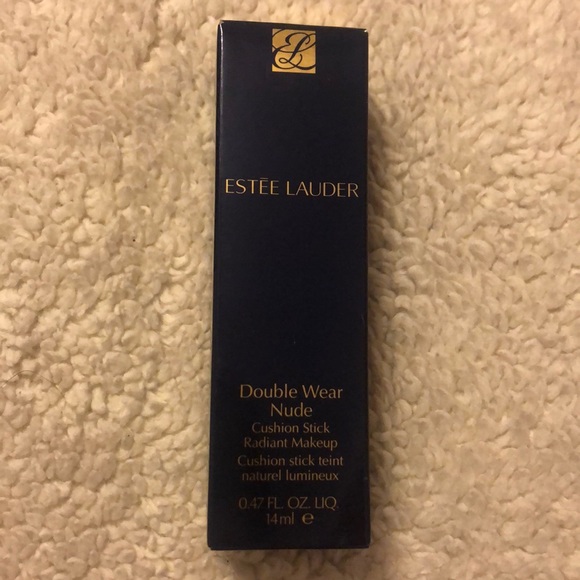 EL
ESTĒE LAUDER
Double Wear
Nude
Cushion Stick
Radiant Makeup
Cushion stick teint
naturel lumineux
0.47 FL. OZ. LIQ.
14ml e